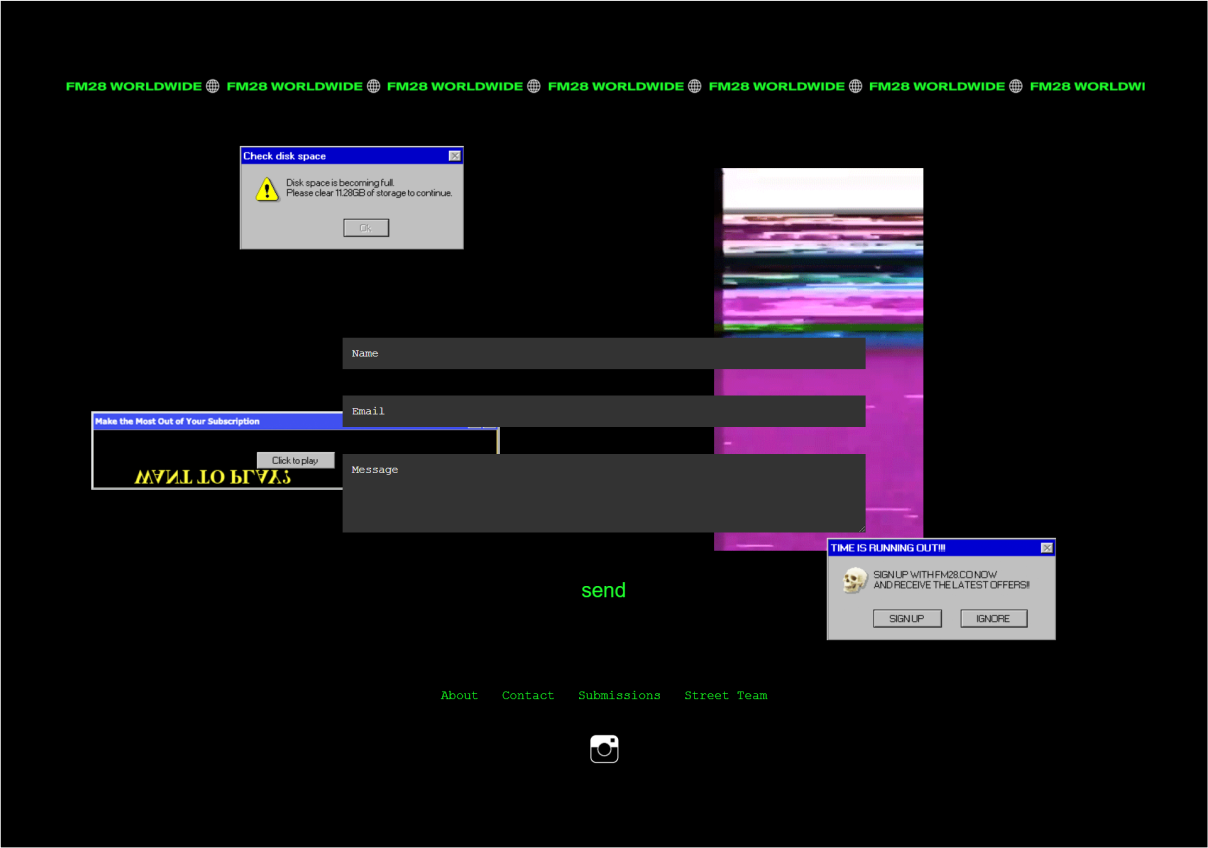 FM28 WORLDWIDE FM28 WORLDWIDE FM28 WORLDWIDE FM28 WORLDWIDE FM28 WORLDWIDE FM28 WORLDWIDE FM28 WORLDWI
Check disk space
Disk space is becoming full.
Please clear 11.28GB of storage to continue.
Ok
Name
Email
Make the Most Out of Your Subscription
Click to play
WANT TO PLAY?
Message
TIME IS RUNNING OUT!!!
SIGN UP WITH FM28.CO NOW
AND RECEIVE THE LATEST OFFERS!!
SIGN UP IGNORE
send
About Contact Submissions Street Team